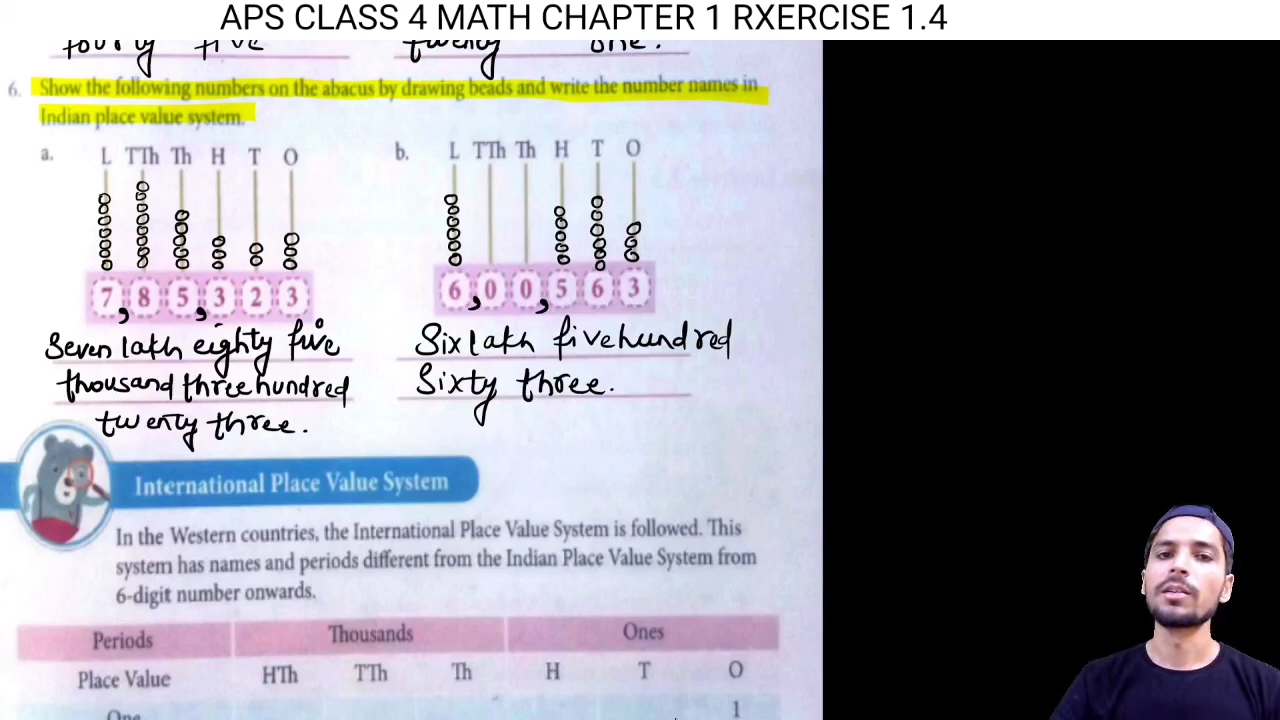 APS CLASS 4 MATH CHAPTER 1 RXERCISE 1.4
fourty five
twenty one.
6. Show the following numbers on the abacus by drawing beads and write the number names in
Indian place value system.
a. L TTh Th H T O
7,85,323
Seven lakh eighty five
thousand three hundred
twenty three.
b. L TTh Th H T O
6,00,563
Six lakh five hundred
Sixty three.
International Place Value System
In the Western countries, the International Place Value System is followed. This
system has names and periods different from the Indian Place Value System from
6-digit number onwards.
Periods Thousands Ones
Place Value HTh TTh Th H T O
One 1